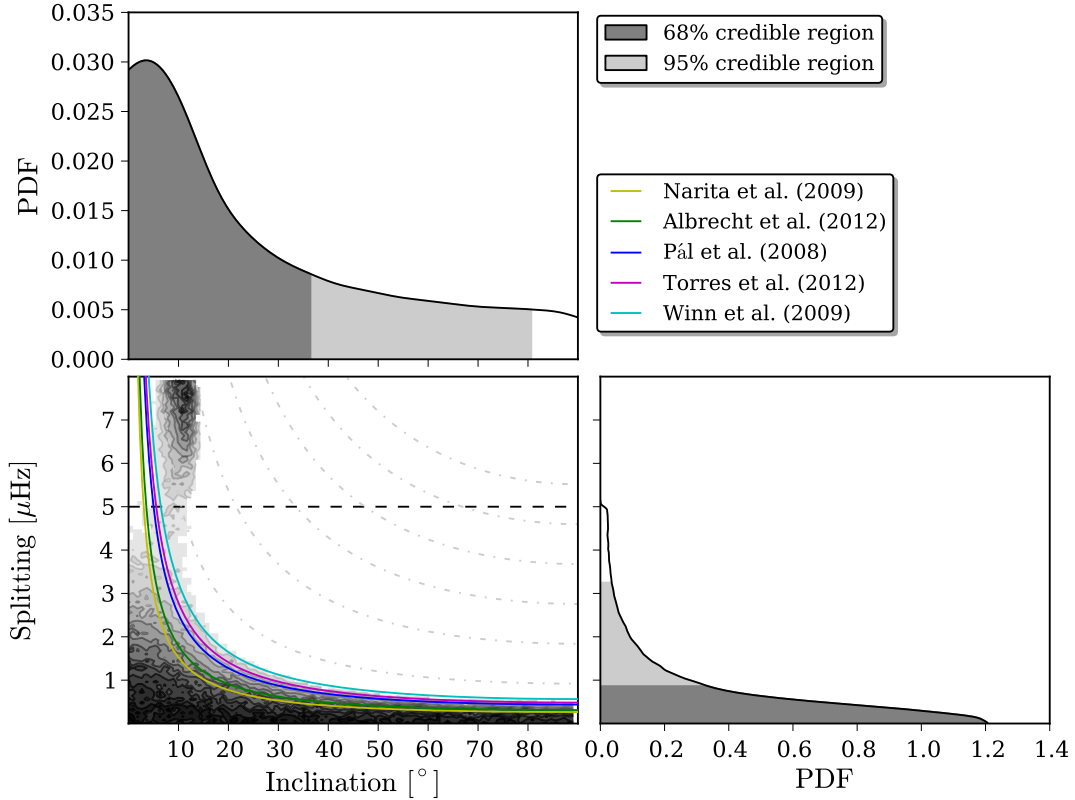 0.035
0.030
0.025
0.020
0.015
0.010
0.005
0.000
PDF
68% credible region
95% credible region
Narita et al. (2009)
Albrecht et al. (2012)
Pál et al. (2008)
Torres et al. (2012)
Winn et al. (2009)
7
6
5
4
3
2
1
Splitting [μHz]
10 20 30 40 50 60 70 80
Inclination [°]
0.0 0.2 0.4 0.6 0.8 1.0 1.2 1.4
PDF